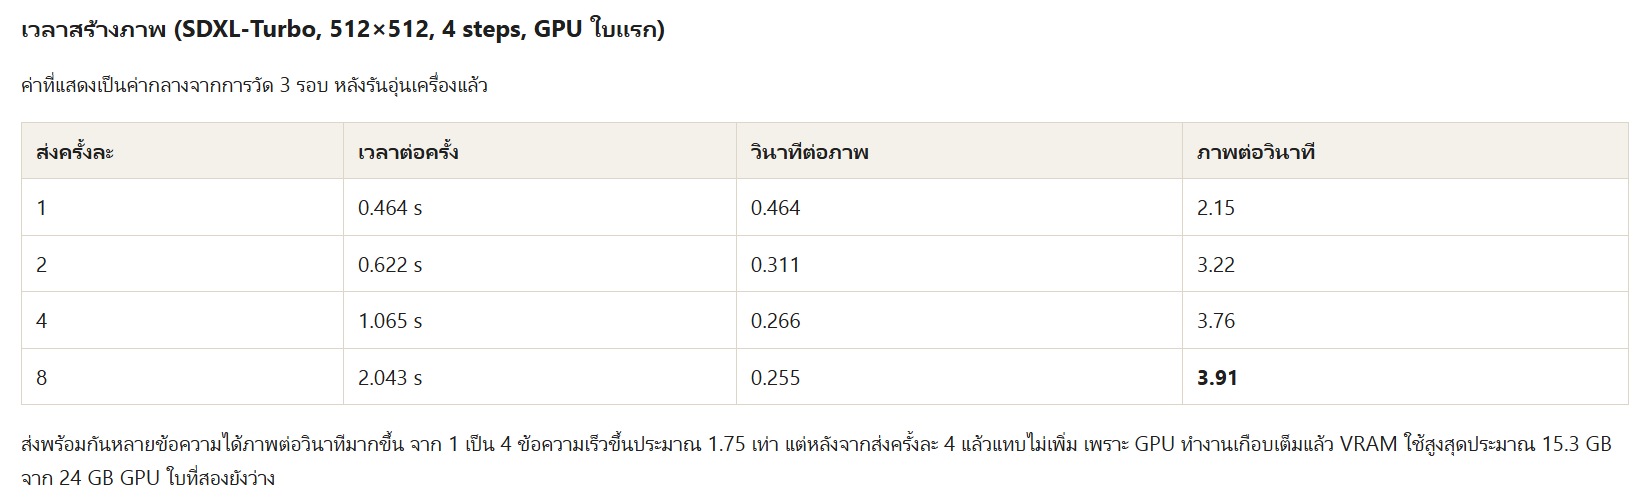 เวลาสร้างภาพ (SDXL-Turbo, 512×512, 4 steps, GPU ใบแรก)
ค่าที่แสดงเป็นค่ากลางจากการวัด 3 รอบ หลังรันอุ่นเครื่องแล้ว
ส่งครั้งละ เวลาต่อครั้ง วินาทีต่อภาพ ภาพต่อวินาที
1 0.464 s 0.464 2.15
2 0.622 s 0.311 3.22
4 1.065 s 0.266 3.76
8 2.043 s 0.255 3.91
ส่งพร้อมกันหลายข้อความได้ภาพต่อวินาทีมากขึ้น จาก 1 เป็น 4 ข้อความเร็วขึ้นประมาณ 1.75 เท่า แต่หลังจากส่งครั้งละ 4 แล้วแทบไม่เพิ่ม เพราะ GPU ทำงานเกือบเต็มแล้ว VRAM ใช้สูงสุดประมาณ 15.3 GB
จาก 24 GB GPU ใบที่สองยังว่าง